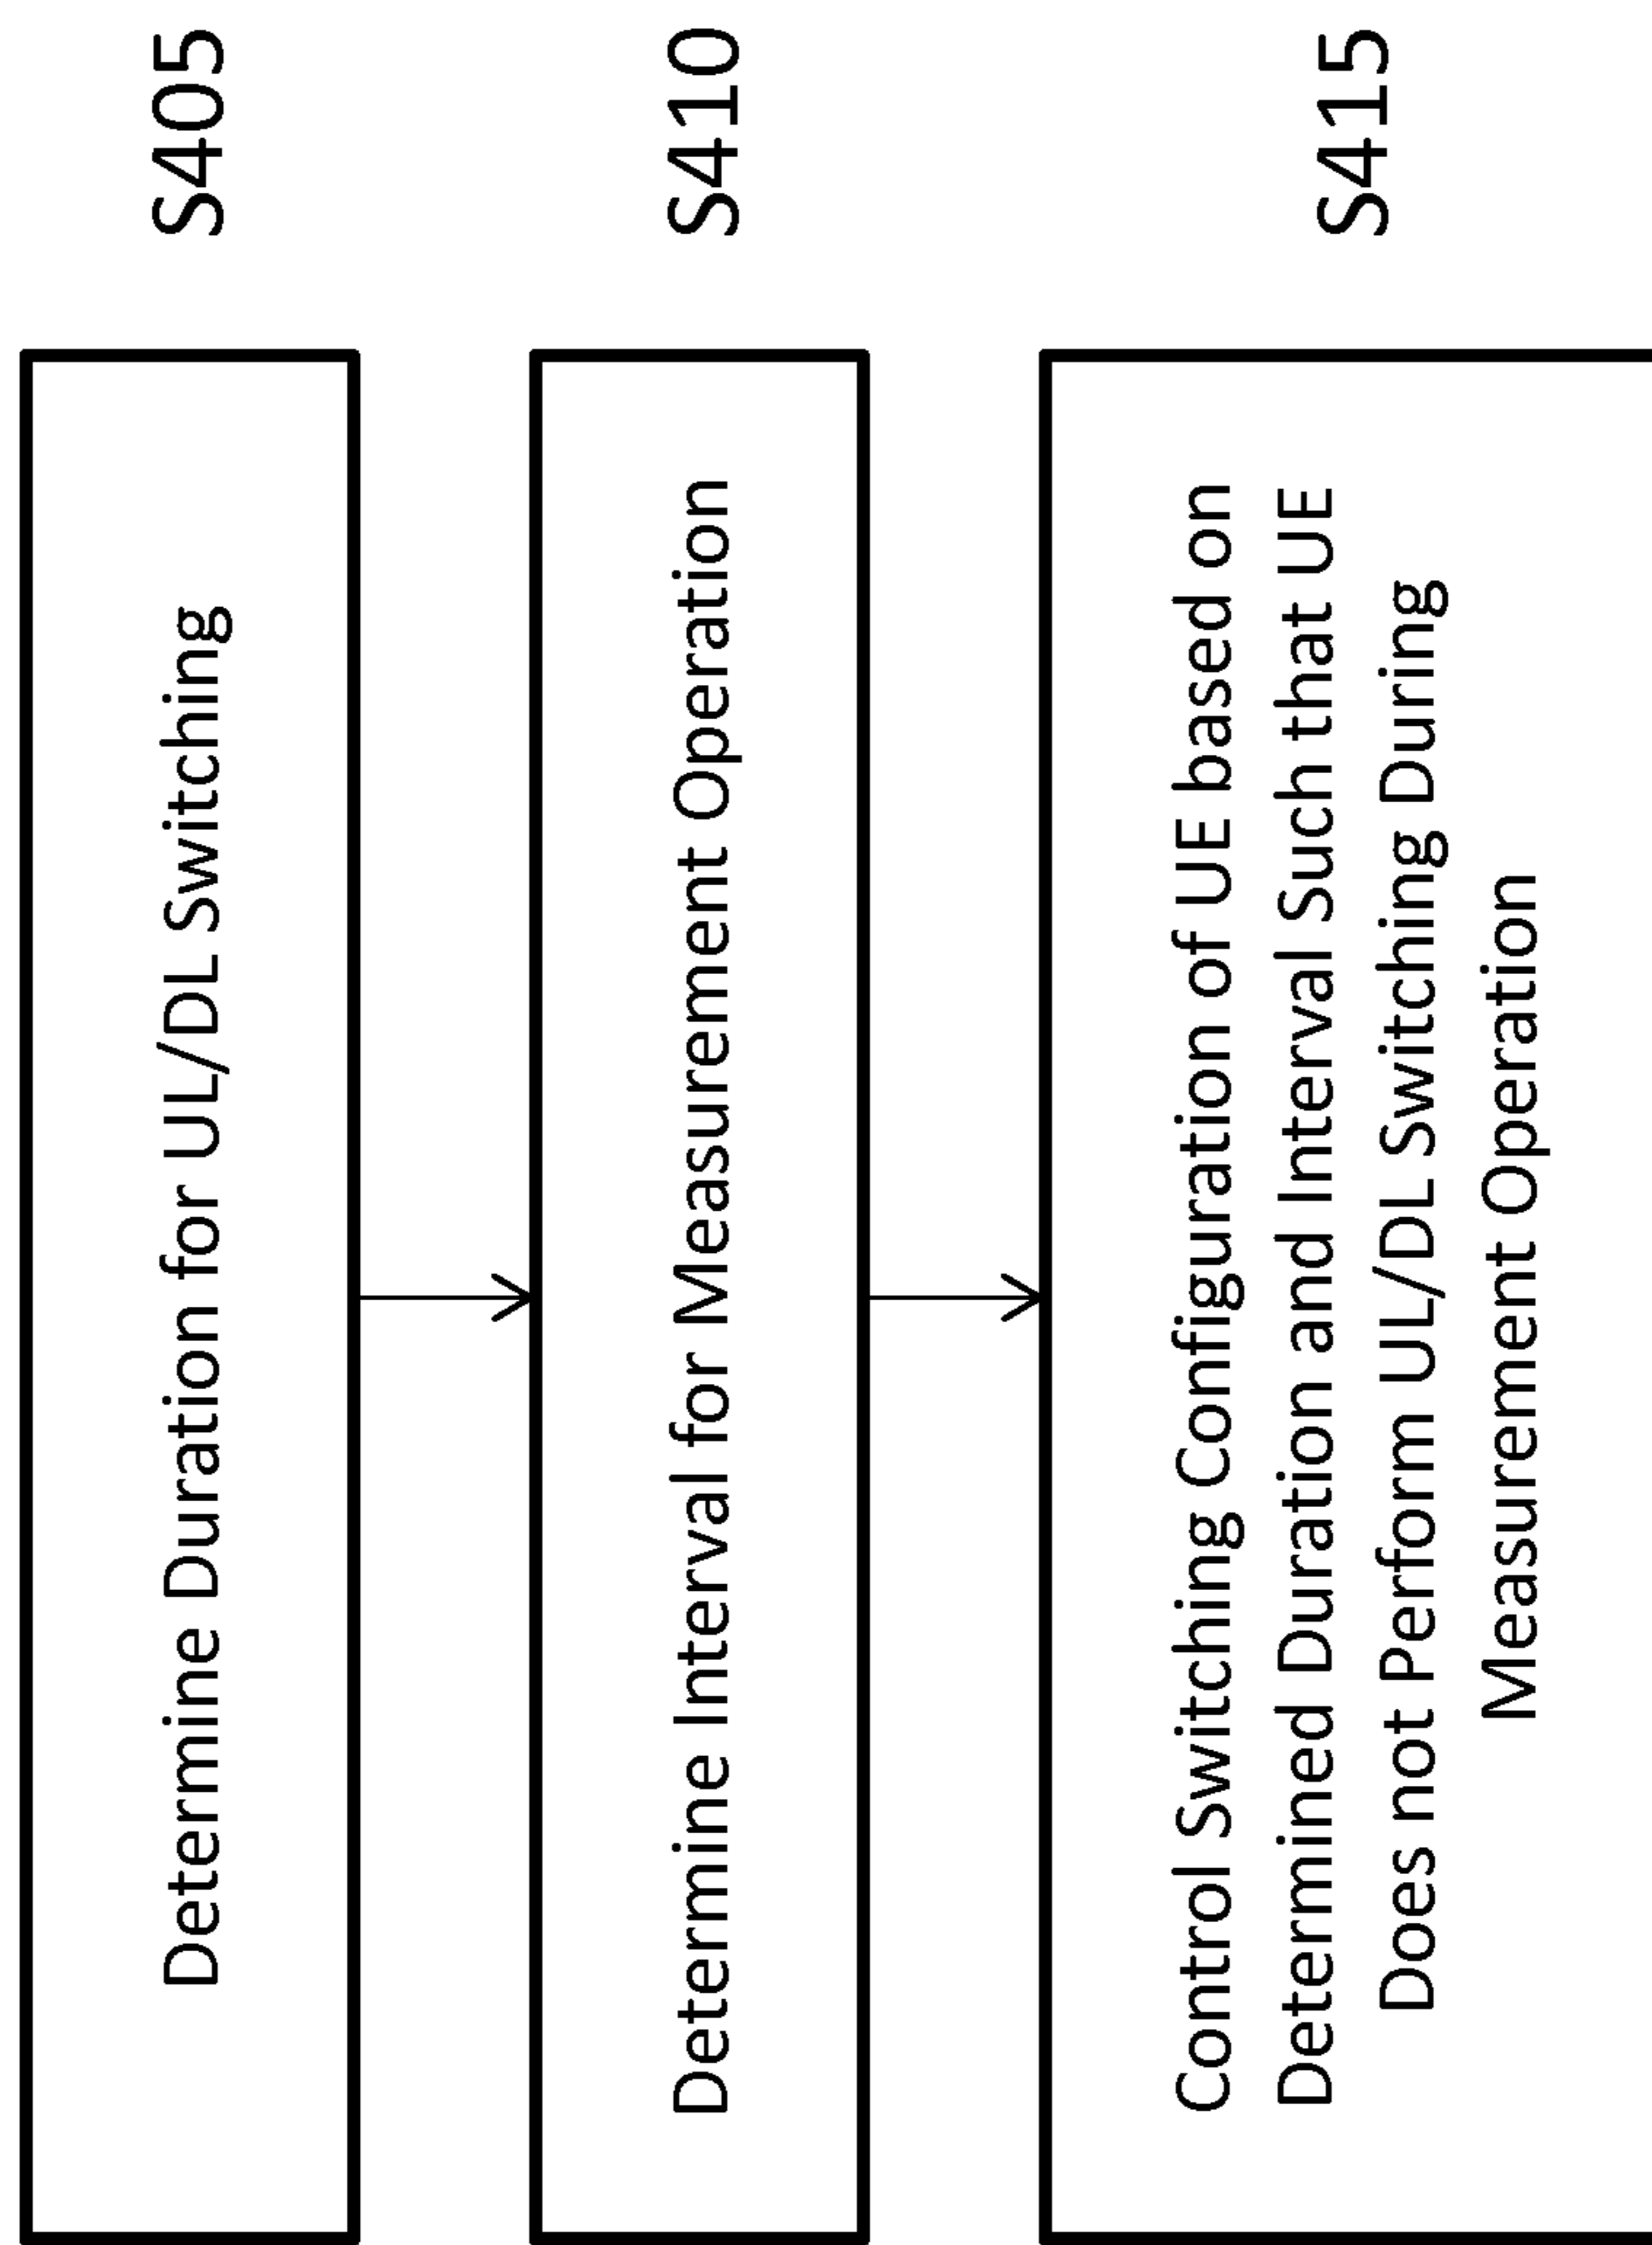 Determine Duration for UL/DL Switching
S405
Determine Interval for Measurement Operation
S410
Control Switching Configuration of UE based on
Determined Duration and Interval Such that UE
Does not Perform UL/DL Switching During
Measurement Operation
S415